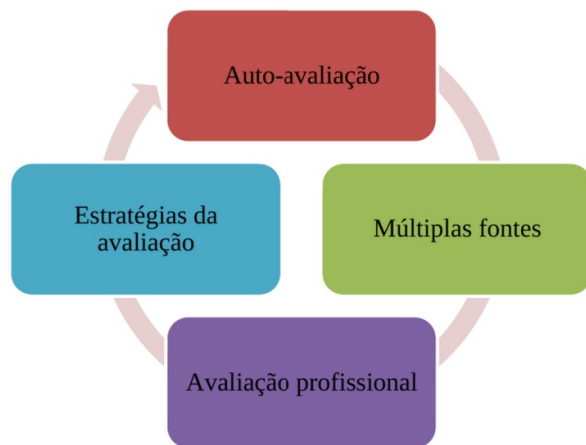 Auto-avaliação
Múltiplas fontes
Avaliação profissional
Estratégias da
avaliação